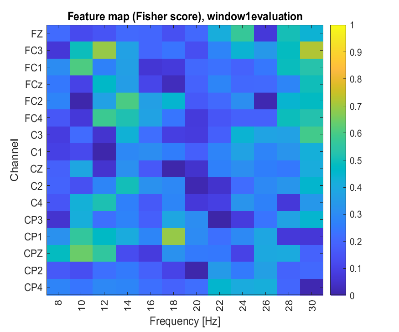 Feature map (Fisher score), window1evaluation
FZ
FC3
FC1
FCz
FC2
FC4
C3
C1
CZ
C2
C4
CP3
CP1
CPZ
CP2
CP4
Channel
8 10 12 14 16 18 20 22 24 26 28 30
Frequency [Hz]
1
0.9
0.8
0.7
0.6
0.5
0.4
0.3
0.2
0.1
0